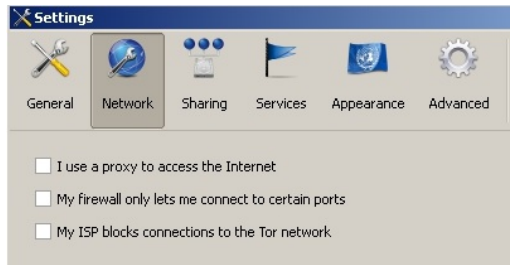 Settings
General Network Sharing Services Appearance Advanced
I use a proxy to access the Internet
My firewall only lets me connect to certain ports
My ISP blocks connections to the Tor network